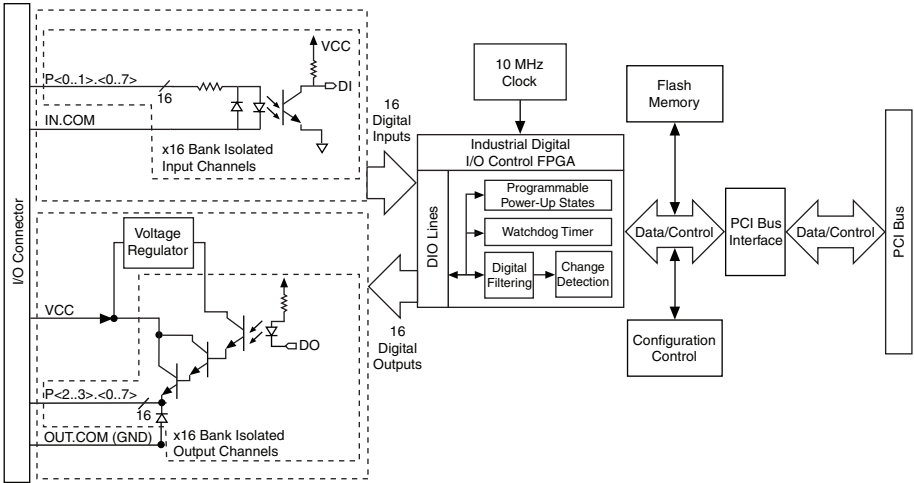 I/O Connector
VCC
P<0..1>.<0..7>
16
DI
IN.COM
x16 Bank Isolated
Input Channels
16
Digital
Inputs
Voltage
Regulator
VCC
DO
P<2..3>.<0..7>
16
OUT.COM (GND)
x16 Bank Isolated
Output Channels
16
Digital
Outputs
10 MHz
Clock
Industrial Digital
I/O Control FPGA
DIO Lines
Programmable
Power-Up States
Watchdog Timer
Digital
Filtering
Change
Detection
Flash
Memory
Data/Control
Configuration
Control
PCI Bus
Interface
Data/Control
PCI Bus